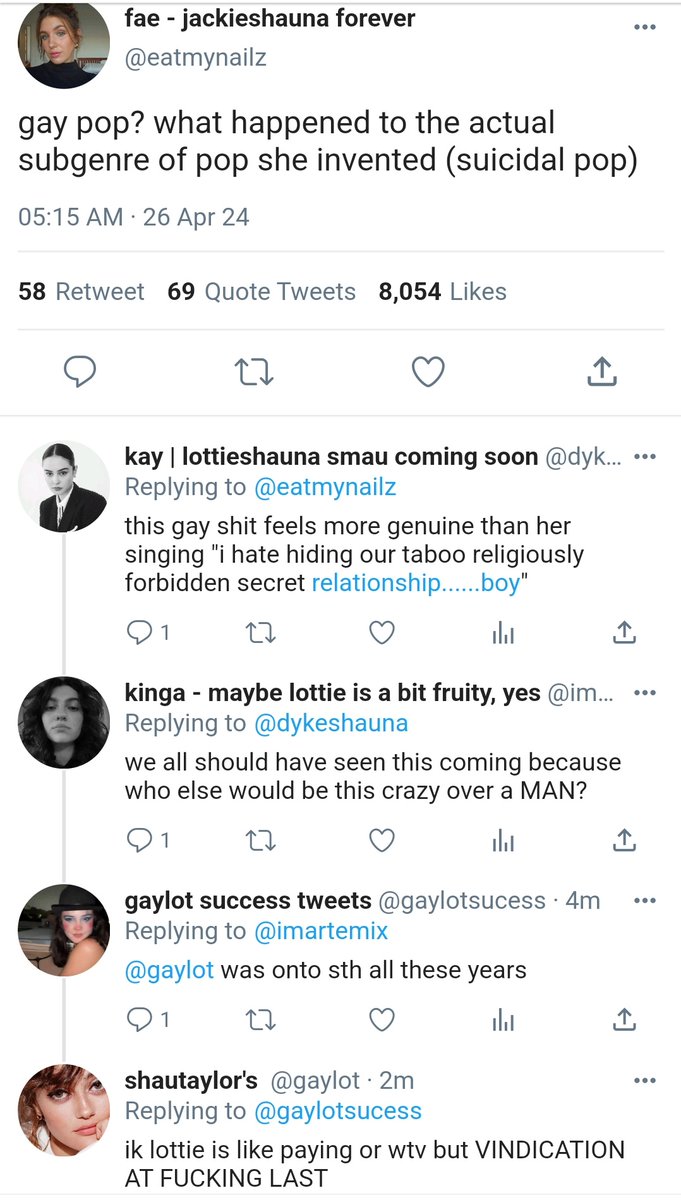 fae - jackieshauna forever
@eatmynailz
gay pop? what happened to the actual
subgenre of pop she invented (suicidal pop)
05:15 AM · 26 Apr 24
58 Retweet 69 Quote Tweets 8,054 Likes
kay | lottieshauna smau coming soon @dyk...
Replying to @eatmynailz
this gay shit feels more genuine than her
singing "i hate hiding our taboo religiously
forbidden secret relationship......boy"
1
kinga - maybe lottie is a bit fruity, yes @im...
Replying to @dykeshauna
we all should have seen this coming because
who else would be this crazy over a MAN?
1
gaylot success tweets @gaylotsucess · 4m
Replying to @imartemix
@gaylot was onto sth all these years
1
shautaylor's @gaylot · 2m
Replying to @gaylotsucess
ik lottie is like paying or wtv but VINDICATION
AT FUCKING LAST